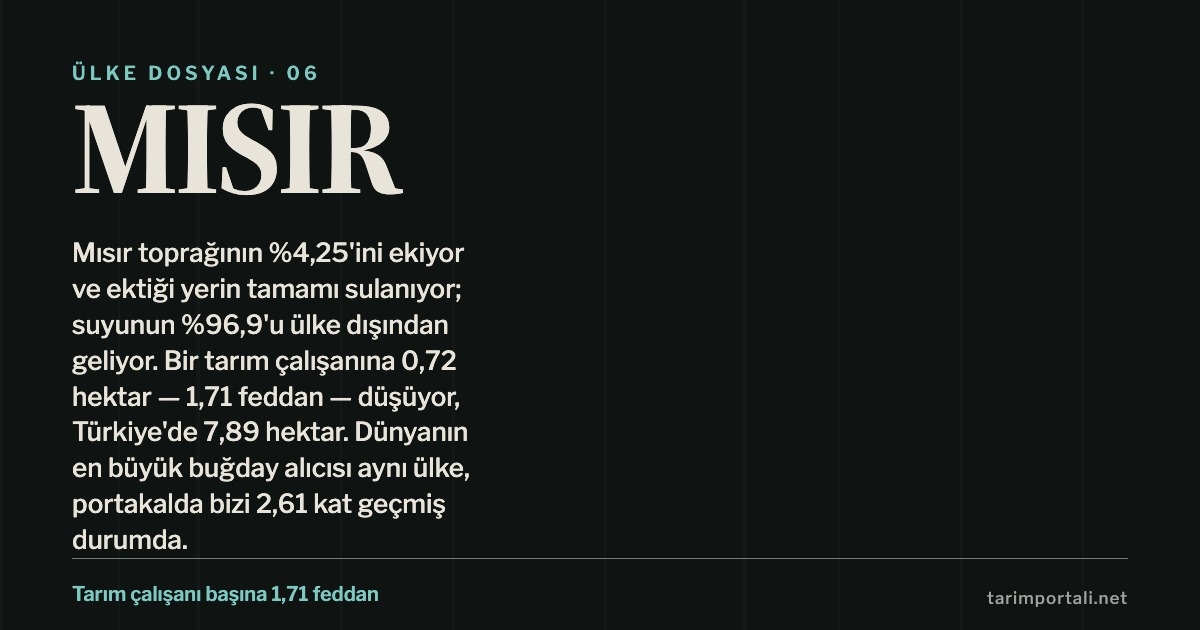 ÜLKE DOSYASI · 06
MISIR
Mısır toprağının %4,25'ini ekiyor
ve ektiği yerin tamamı sulanıyor;
suyunun %96,9'u ülke dışından
geliyor. Bir tarım çalışanına 0,72
hektar — 1,71 feddan — düşüyor,
Türkiye'de 7,89 hektar. Dünyanın
en büyük buğday alıcısı aynı ülke,
portakalda bizi 2,61 kat geçmiş
durumda.
Tarım çalışanı başına 1,71 feddan
tarimportali.net